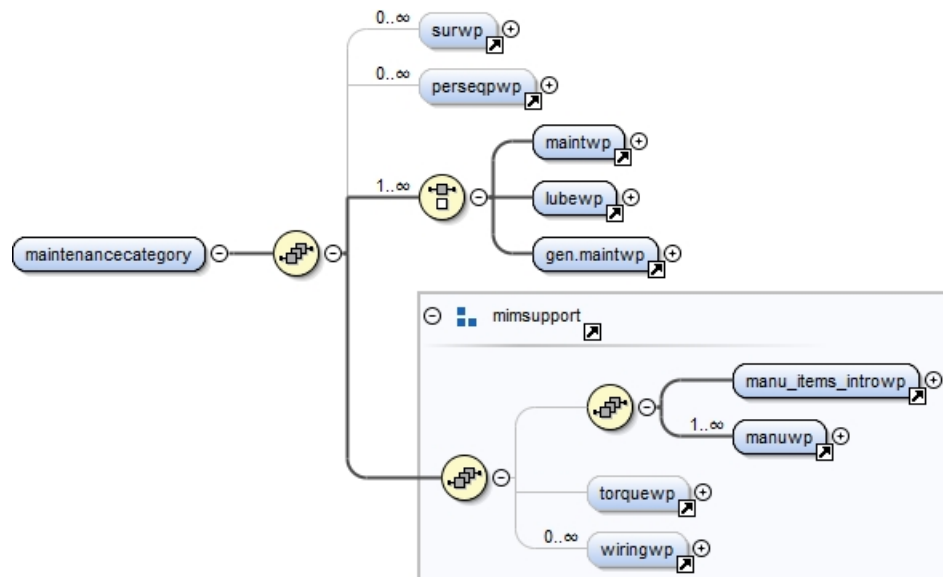 0..∞
surwp
0..∞
perseqpwp
maintwp
1..∞
lubewp
maintenancecategory
gen.maintwp
mimsupport
manu_items_introwp
1..∞
manuwp
torquewp
0..∞
wiringwp